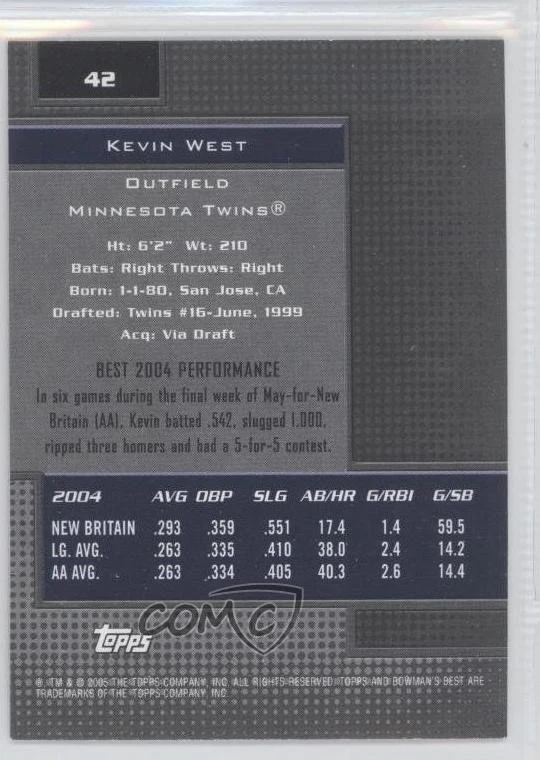 42
KEVIN WEST
OUTFIELD
MINNESOTA TWINS®
Ht: 6'2" Wt: 210
Bats: Right Throws: Right
Born: 1-1-80, San Jose, CA
Drafted: Twins #16-June, 1999
Acq: Via Draft
BEST 2004 PERFORMANCE
In six games during the final week of May-for-New
Britain (AA), Kevin batted .542, slugged 1.000,
ripped three homers and had a 5-for-5 contest.
2004 AVG OBP SLG AB/HR G/RBI G/SB
NEW BRITAIN .293 .359 .551 17.4 1.4 59.5
LG. AVG. .263 .335 .410 38.0 2.4 14.2
AA AVG. .263 .334 .405 40.3 2.6 14.4
COMC
topps
®, TM & © 2005 THE TOPPS COMPANY, INC. ALL RIGHTS RESERVED. TOPPS AND BOWMAN'S BEST ARE
TRADEMARKS OF THE TOPPS COMPANY, INC.